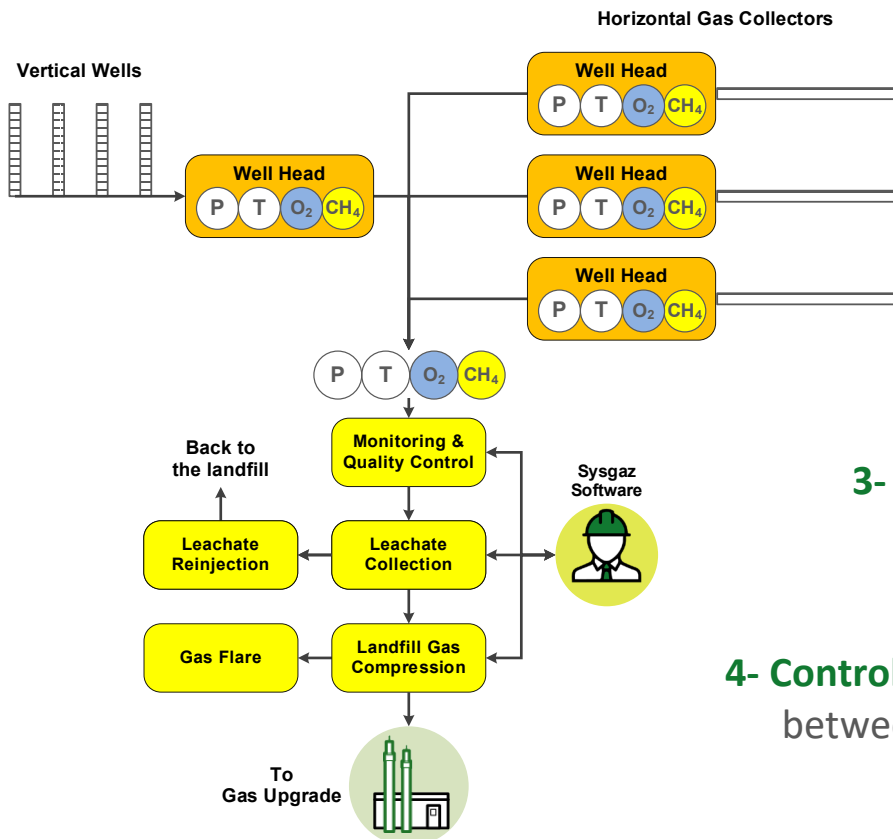 Horizontal Gas Collectors
Vertical Wells
Well Head
P T O₂ CH₄
Well Head
P T O₂ CH₄
Well Head
P T O₂ CH₄
Well Head
P T O₂ CH₄
P T O₂ CH₄
Monitoring &
Quality Control
Back to
the landfill
Sysgaz
Software
3-
Leachate
Reinjection
Leachate
Collection
Gas Flare
Landfill Gas
Compression
4- Control
betwee
To
Gas Upgrade